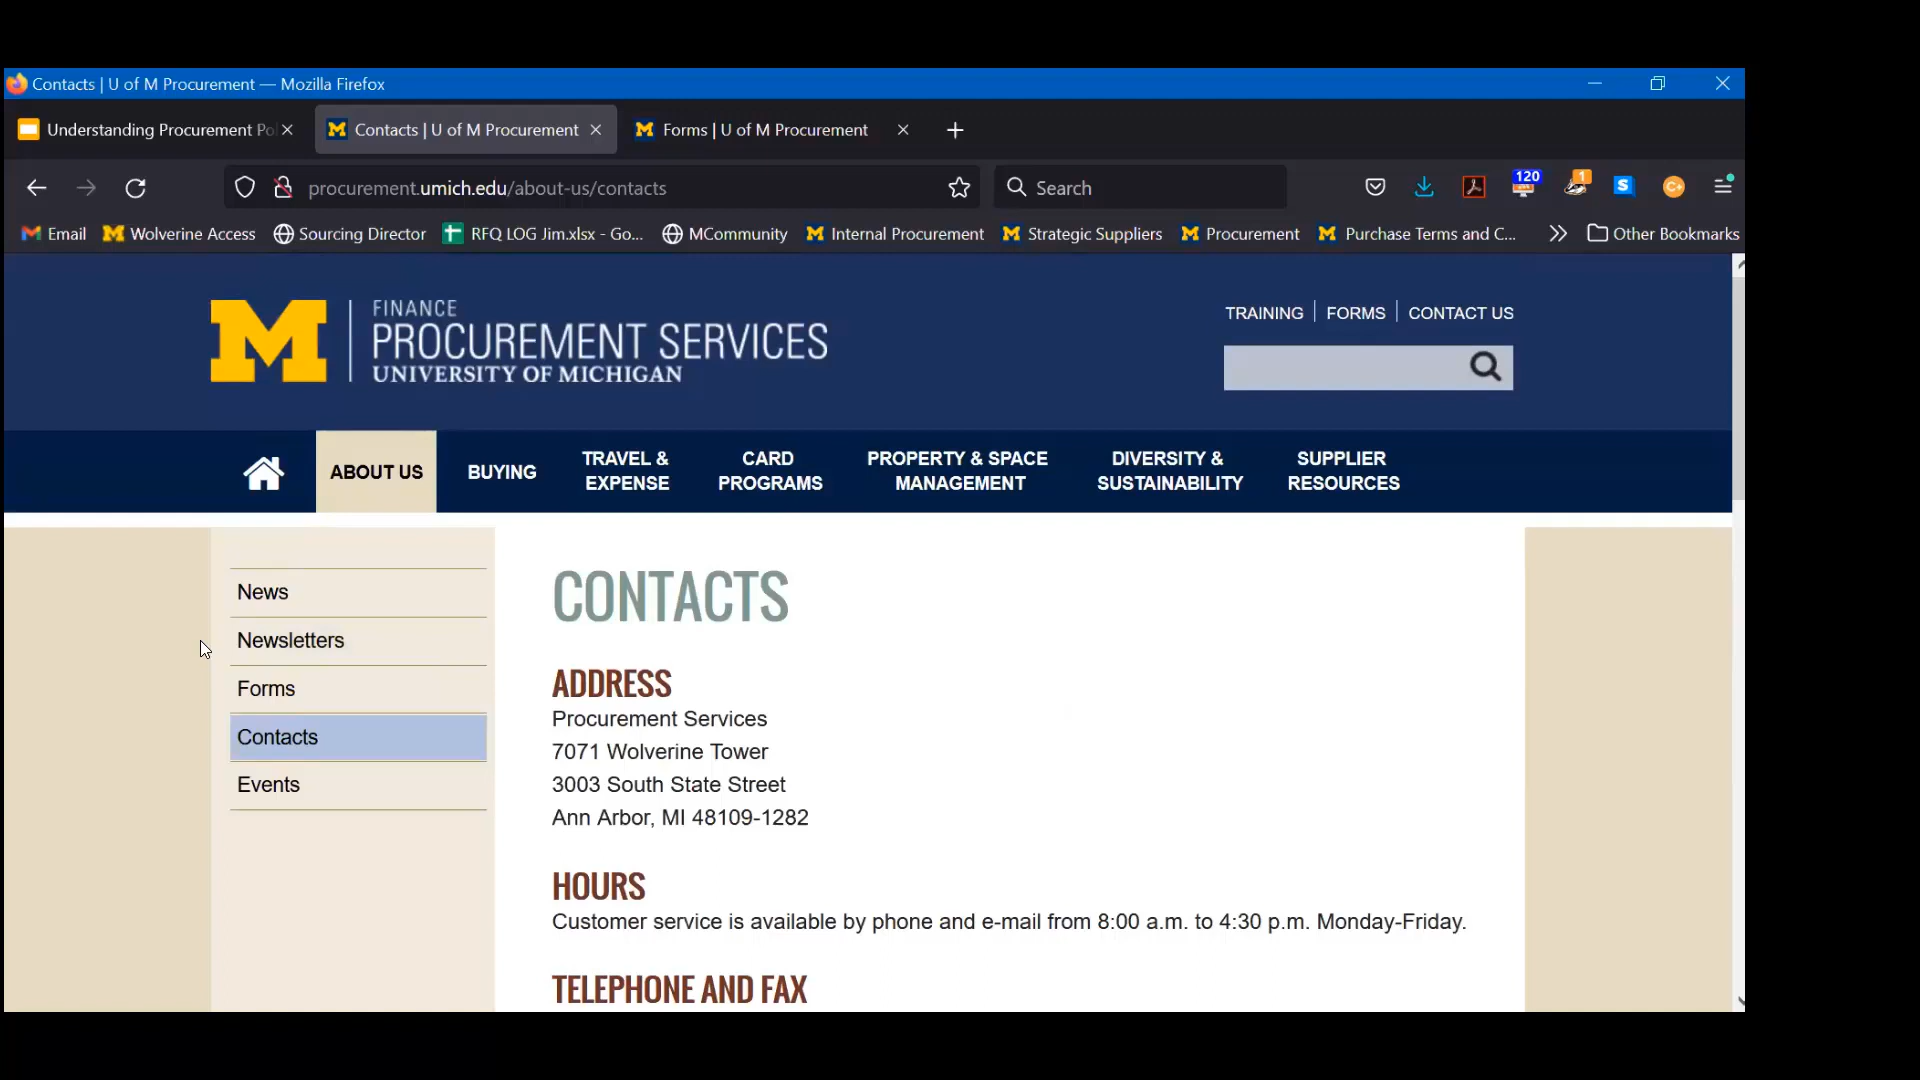 Contacts | U of M Procurement — Mozilla Firefox
Understanding Procurement Po
Contacts | U of M Procurement
Forms | U of M Procurement
procurement.umich.edu/about-us/contacts
Search
120
1
S
C+
Email
Wolverine Access
Sourcing Director
RFQ LOG Jim.xlsx - Go...
MCommunity
Internal Procurement
Strategic Suppliers
Procurement
Purchase Terms and C...
Other Bookmarks
M
FINANCE
PROCUREMENT SERVICES
UNIVERSITY OF MICHIGAN
TRAINING
FORMS
CONTACT US
ABOUT US
BUYING
TRAVEL &
EXPENSE
CARD
PROGRAMS
PROPERTY & SPACE
MANAGEMENT
DIVERSITY &
SUSTAINABILITY
SUPPLIER
RESOURCES
News
Newsletters
Forms
Contacts
Events
CONTACTS
ADDRESS
Procurement Services
7071 Wolverine Tower
3003 South State Street
Ann Arbor, MI 48109-1282
HOURS
Customer service is available by phone and e-mail from 8:00 a.m. to 4:30 p.m. Monday-Friday.
TELEPHONE AND FAX